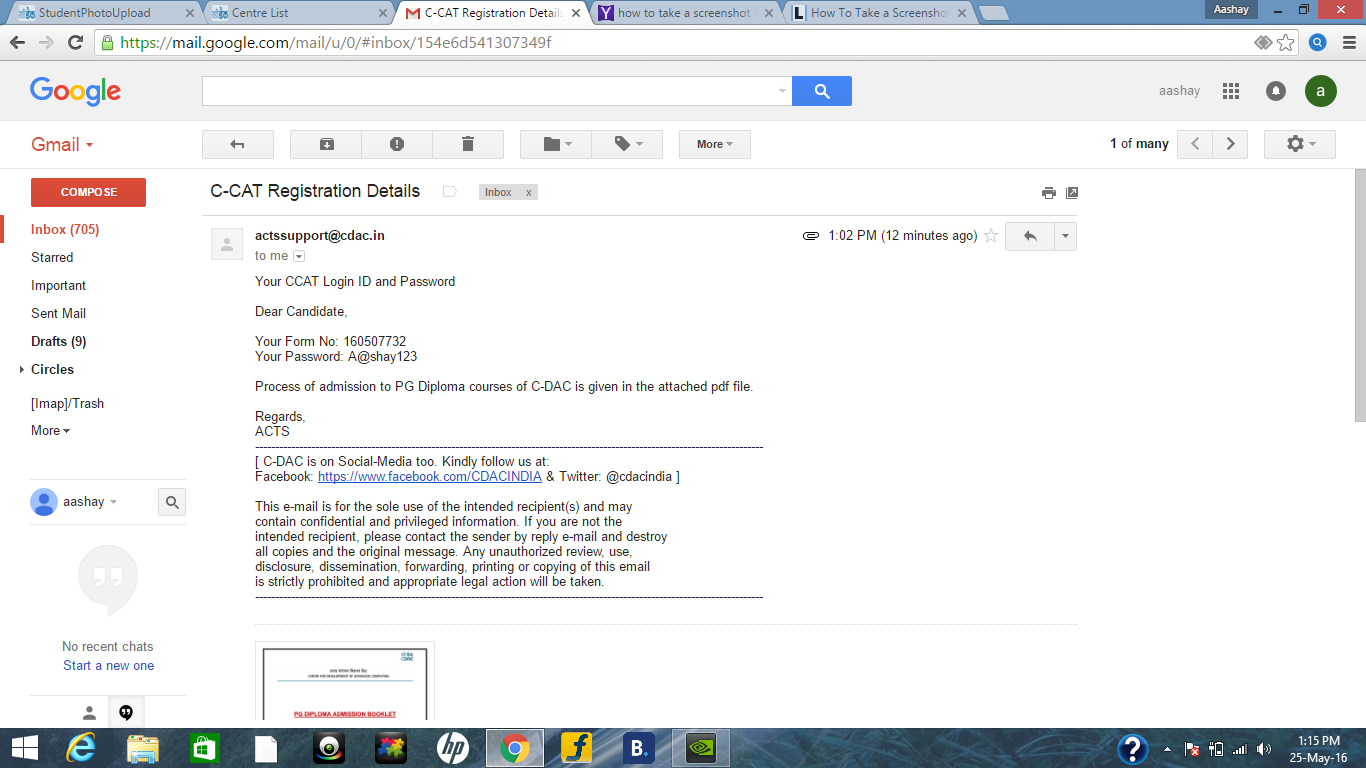 StudentPhotoUpload
Centre List
C-CAT Registration Details
how to take a screenshot
How To Take a Screenshot
Aashay
https://mail.google.com/mail/u/0/#inbox/154e6d541307349f
Google
aashay
a
Gmail
More
1 of many
COMPOSE
C-CAT Registration Details
Inbox x
Inbox (705)
Starred
Important
Sent Mail
Drafts (9)
Circles
[Imap]/Trash
More
actssupport@cdac.in
1:02 PM (12 minutes ago)
to me
Your CCAT Login ID and Password
Dear Candidate,
Your Form No: 160507732
Your Password: A@shay123
Process of admission to PG Diploma courses of C-DAC is given in the attached pdf file.
Regards,
ACTS
[ C-DAC is on Social-Media too. Kindly follow us at:
Facebook: https://www.facebook.com/CDACINDIA & Twitter: @cdacindia ]
This e-mail is for the sole use of the intended recipient(s) and may
contain confidential and privileged information. If you are not the
intended recipient, please contact the sender by reply e-mail and destroy
all copies and the original message. Any unauthorized review, use,
disclosure, dissemination, forwarding, printing or copying of this email
is strictly prohibited and appropriate legal action will be taken.
aashay
No recent chats
Start a new one
CDAC
CENTRE FOR DEVELOPMENT OF ADVANCED COMPUTING
PG DIPLOMA ADMISSION BOOKLET
hp
f
B.
?
1:15 PM
25-May-16